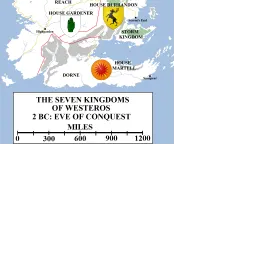 REACH
HOUSE DURRANDON
HOUSE GARDENER
STORM
KINGDOM
HOUSE
MARTELL
DORNE
THE SEVEN KINGDOMS
OF WESTEROS
2 BC: EVE OF CONQUEST
MILES
0 300 600 900 1200